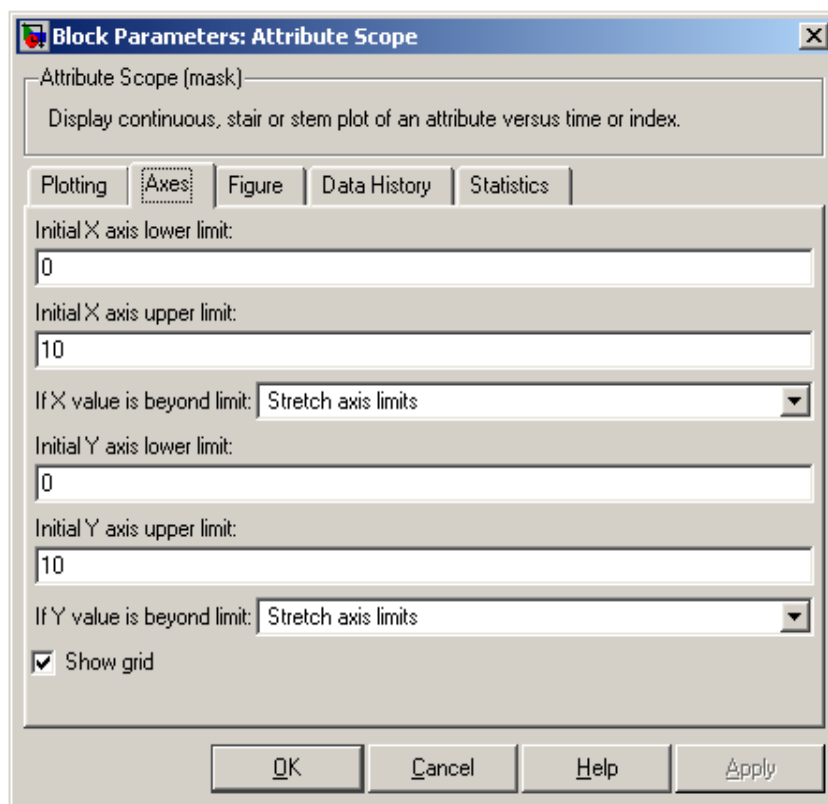 Block Parameters: Attribute Scope
Attribute Scope (mask)
Display continuous, stair or stem plot of an attribute versus time or index.
Plotting Axes Figure Data History Statistics
Initial X axis lower limit:
0
Initial X axis upper limit:
10
If X value is beyond limit: Stretch axis limits
Initial Y axis lower limit:
0
Initial Y axis upper limit:
10
If Y value is beyond limit: Stretch axis limits
Show grid
OK Cancel Help Apply